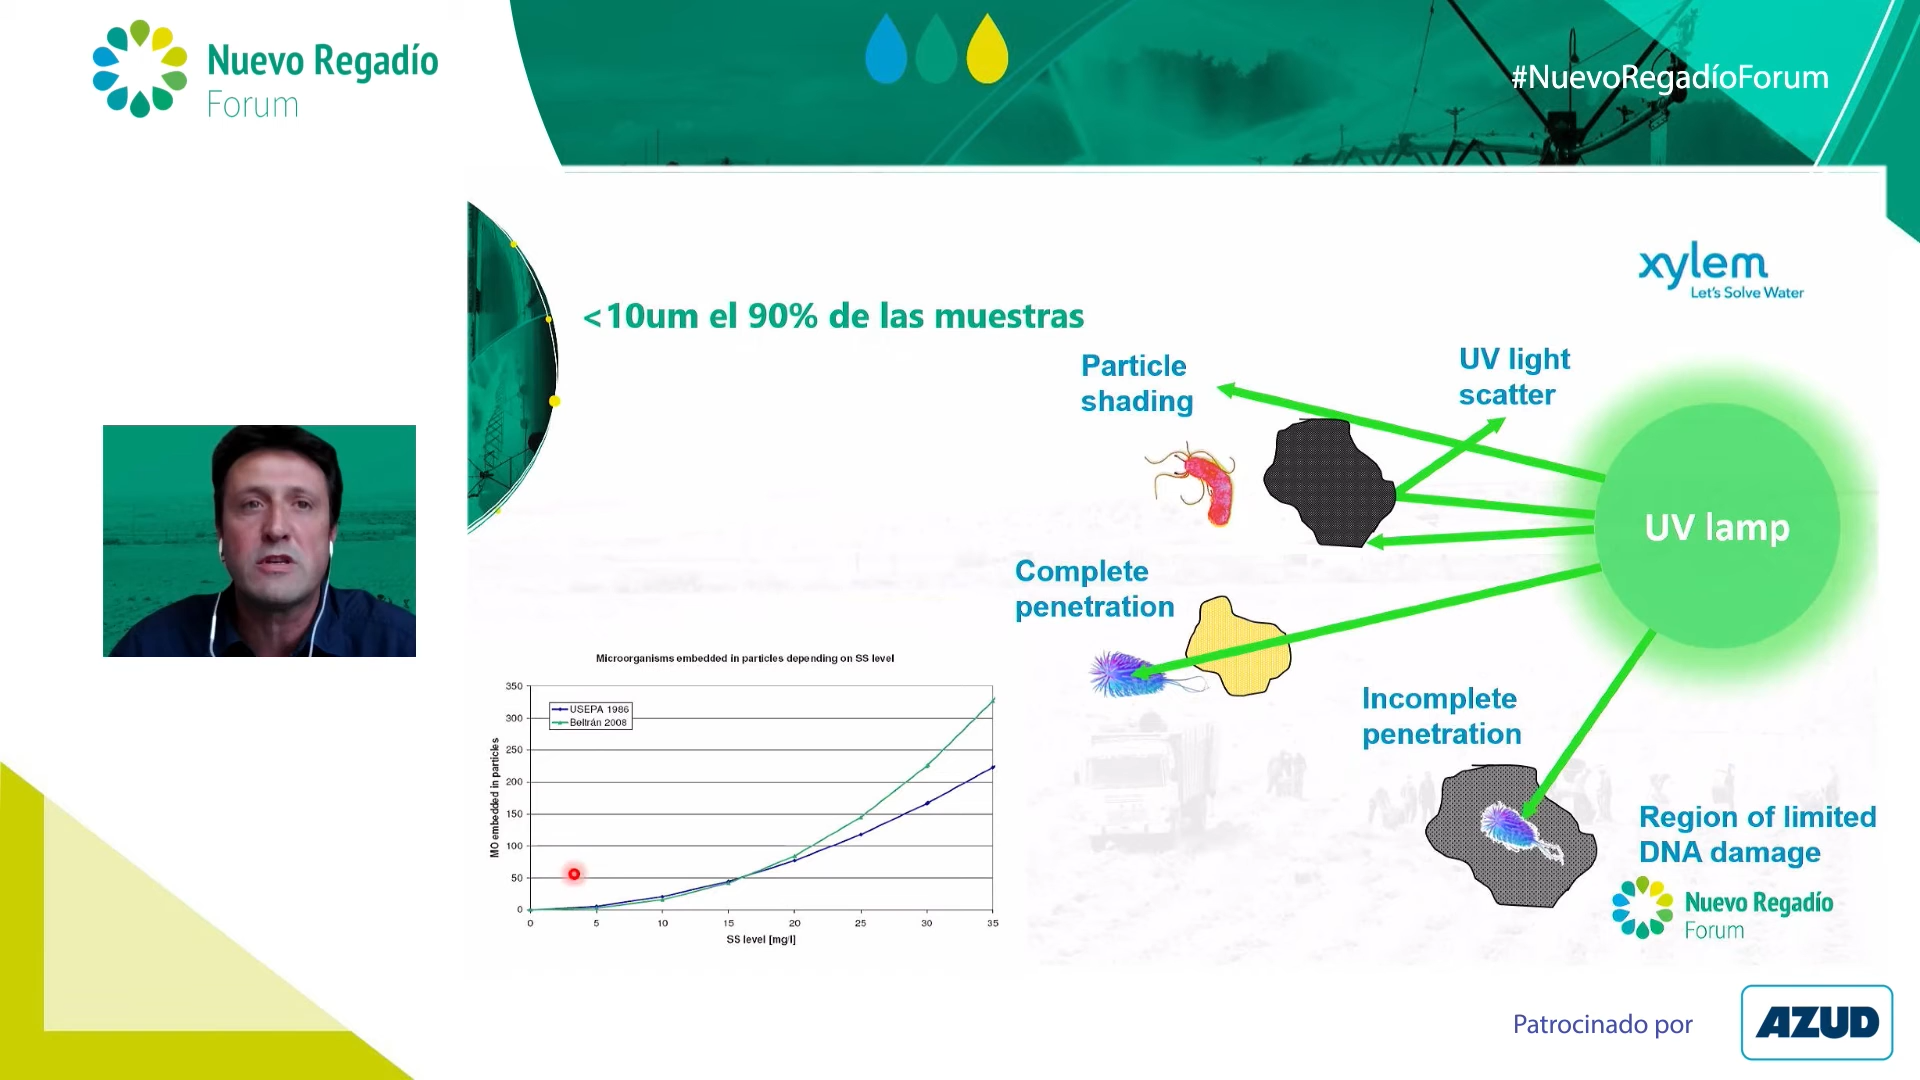 Nuevo Regadío
Forum
#NuevoRegadíoForum
xylem
Let's Solve Water
<10um el 90% de las muestras
Particle
shading
UV light
scatter
UV lamp
Complete
penetration
Incomplete
penetration
Region of limited
DNA damage
Microorganisms embedded in particles depending on SS level
MO embedded in particles
350
300
250
200
150
100
50
0
USEPA 1986
Beltrán 2008
0 5 10 15 20 25 30 35
SS level [mg/l]
Nuevo Regadío
Forum
Patrocinado por
AZUD